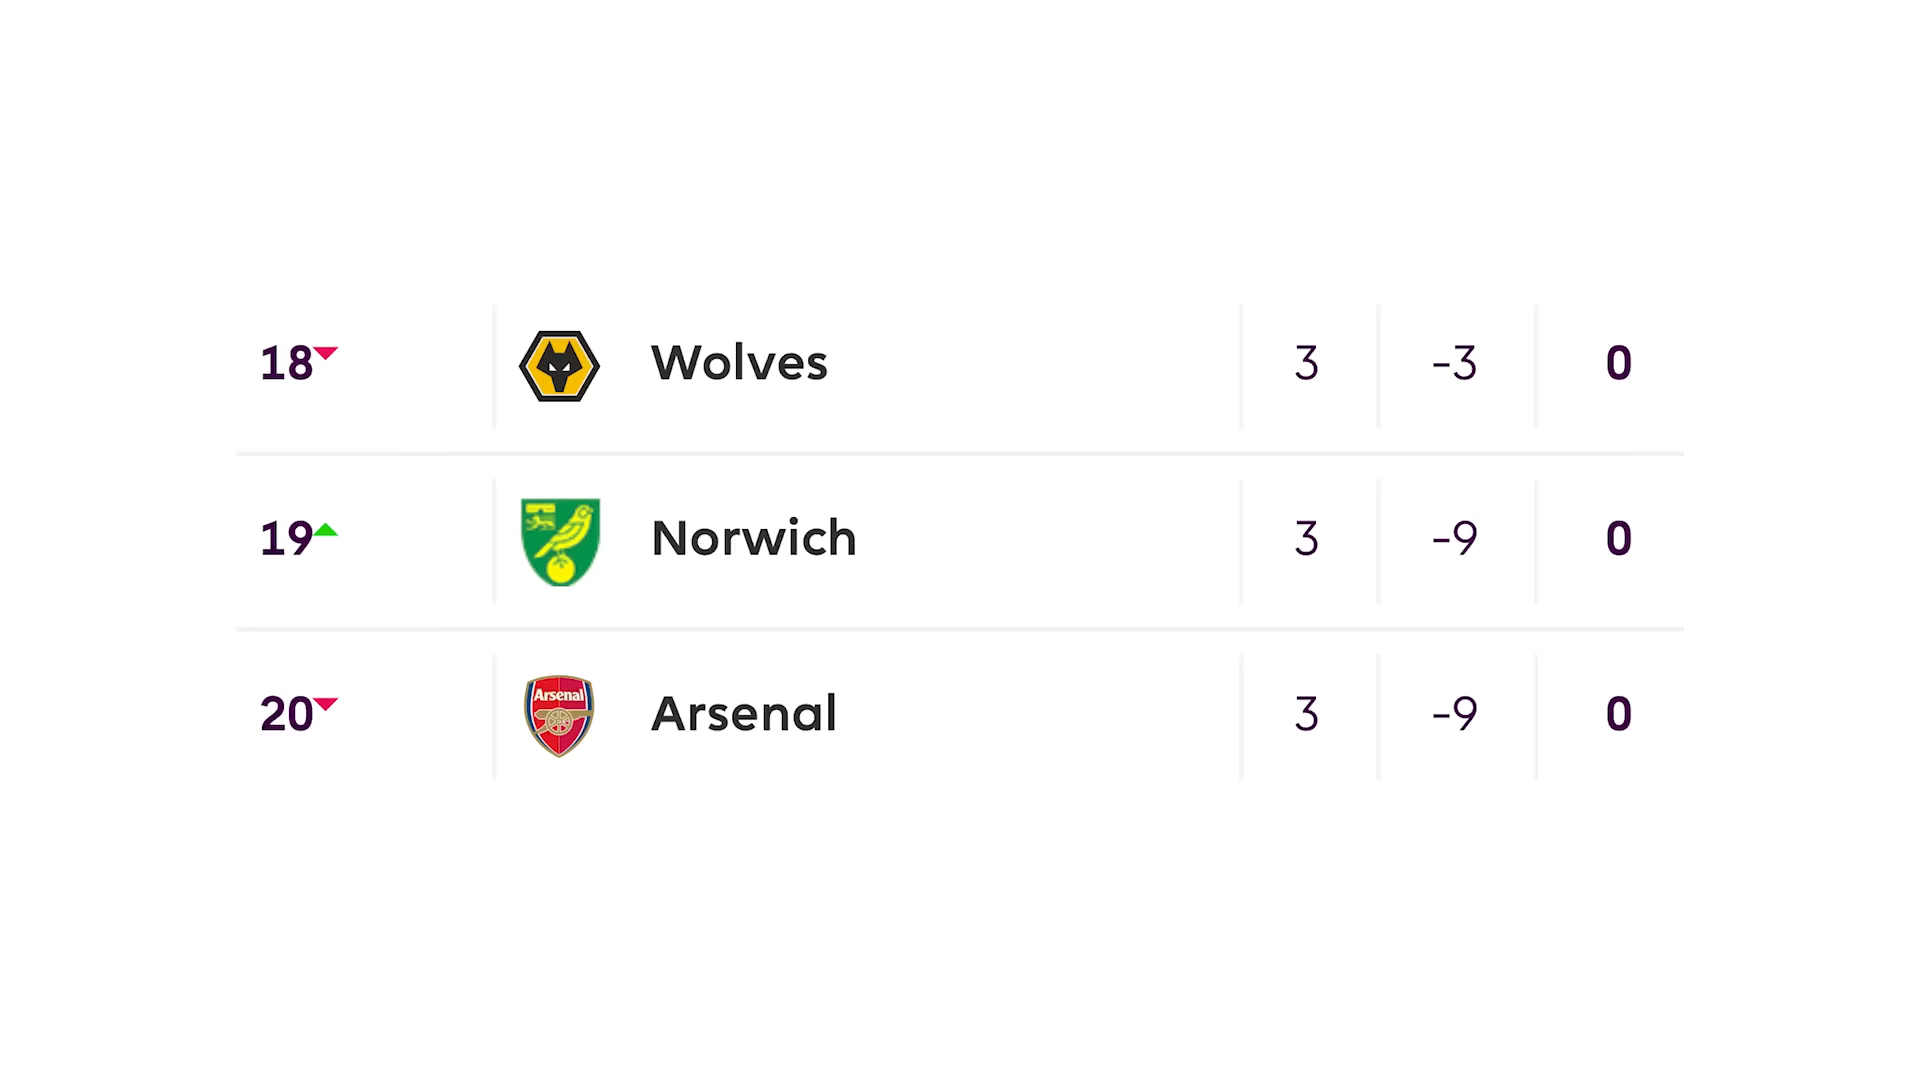 18 Wolves 3 -3 0
19 Norwich 3 -9 0
Arsenal
20 Arsenal 3 -9 0